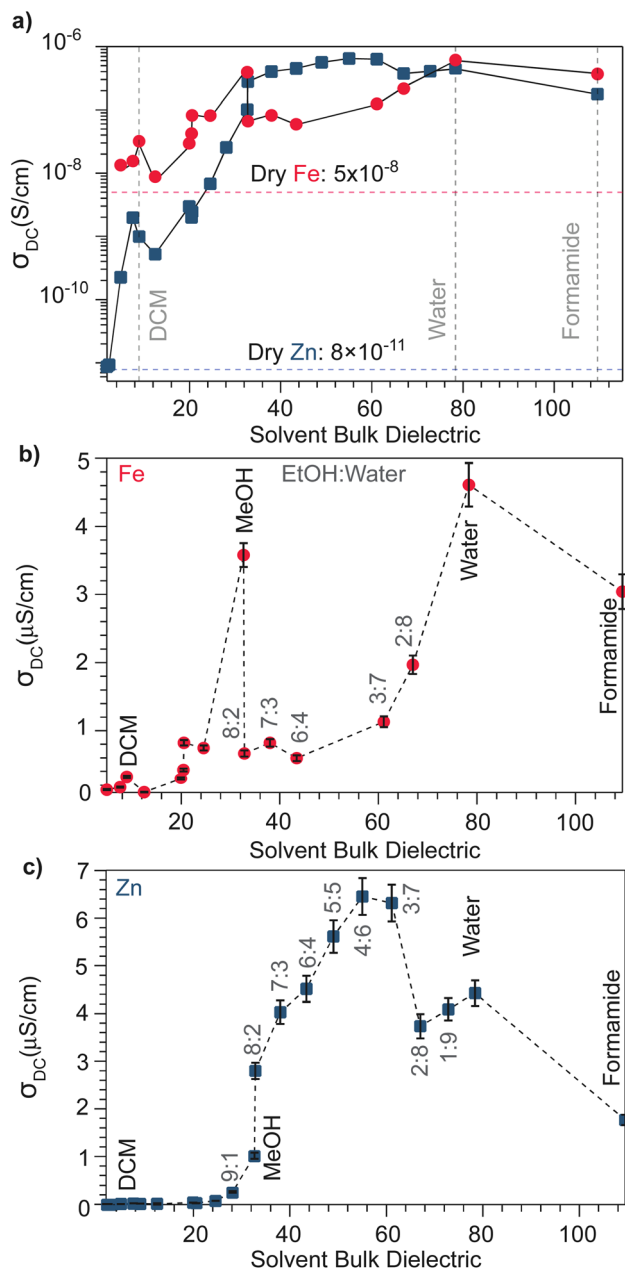 a)
10⁻⁶
10⁻⁸
10⁻¹⁰
σDC(S/cm)
Dry Fe: 5x10⁻⁸
Dry Zn: 8×10⁻¹¹
DCM
Water
Formamide
20
40
60
80
100
Solvent Bulk Dielectric
b)
Fe
EtOH:Water
5
4
3
2
1
0
σDC(μS/cm)
DCM
MeOH
8:2
7:3
6:4
3:7
2:8
Water
Formamide
20
40
60
80
100
Solvent Bulk Dielectric
c)
Zn
7
6
5
4
3
2
1
0
σDC(μS/cm)
DCM
9:1
MeOH
8:2
7:3
6:4
5:5
4:6
3:7
2:8
1:9
Water
Formamide
20
40
60
80
100
Solvent Bulk Dielectric